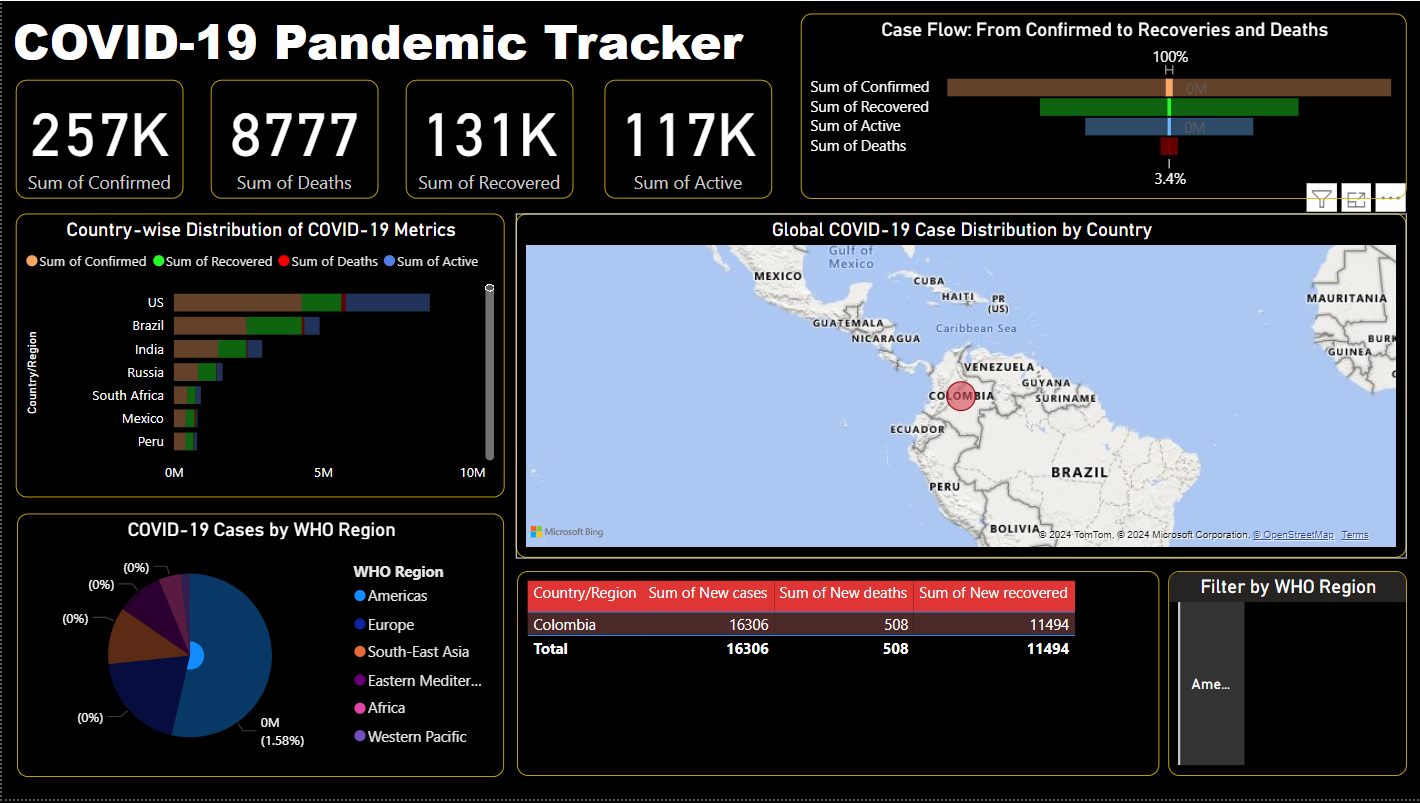 COVID-19 Pandemic Tracker
257K
Sum of Confirmed
8777
Sum of Deaths
131K
Sum of Recovered
117K
Sum of Active
Case Flow: From Confirmed to Recoveries and Deaths
100%
Sum of Confirmed
0M
Sum of Recovered
Sum of Active
0M
Sum of Deaths
3.4%
Country-wise Distribution of COVID-19 Metrics
Sum of Confirmed Sum of Recovered Sum of Deaths Sum of Active
Country/Region
US
Brazil
India
Russia
South Africa
Mexico
Peru
0M 5M 10M
Global COVID-19 Case Distribution by Country
Gulf of
Mexico
MEXICO
CUBA
HAITI
PR
(US)
GUATEMALA
Caribbean Sea
NICARAGUA
MAURITANIA
GUINEA
BURK
VENEZUELA
GUYANA
SURINAME
COLOMBIA
ECUADOR
BRAZIL
PERU
BOLIVIA
Microsoft Bing
© 2024 TomTom, © 2024 Microsoft Corporation, © OpenStreetMap Terms
COVID-19 Cases by WHO Region
(0%)
(0%)
(0%)
(0%)
0M
(1.58%)
WHO Region
Americas
Europe
South-East Asia
Eastern Mediter...
Africa
Western Pacific
Country/Region Sum of New cases Sum of New deaths Sum of New recovered
Colombia 16306 508 11494
Total 16306 508 11494
Filter by WHO Region
Ame...